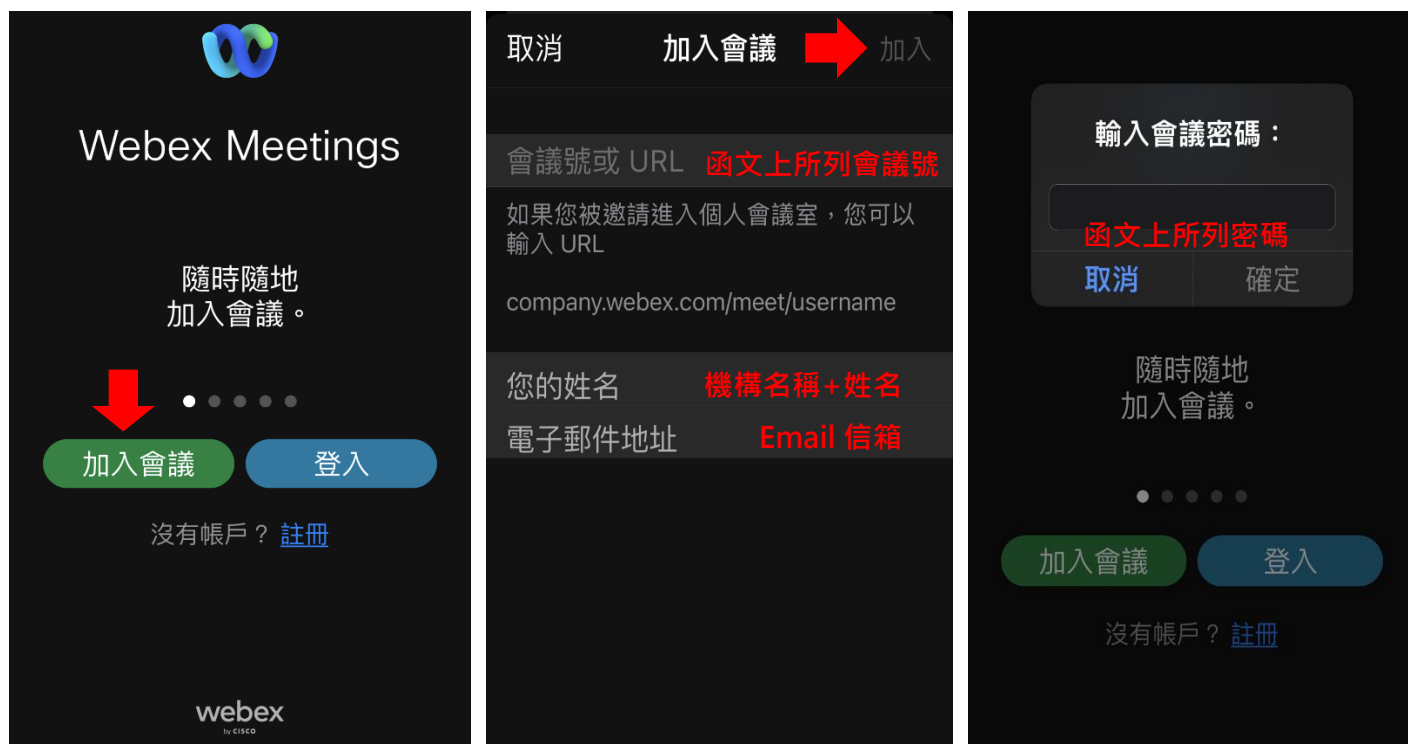 Webex Meetings
隨時隨地
加入會議。
加入會議
登入
沒有帳戶？註冊
webex
by CISCO
取消 加入會議 加入
會議號或 URL 函文上所列會議號
如果您被邀請進入個人會議室，您可以
輸入 URL
company.webex.com/meet/username
您的姓名 機構名稱+姓名
電子郵件地址 Email 信箱
輸入會議密碼：
函文上所列密碼
取消 確定
隨時隨地
加入會議。
加入會議
登入
沒有帳戶？註冊